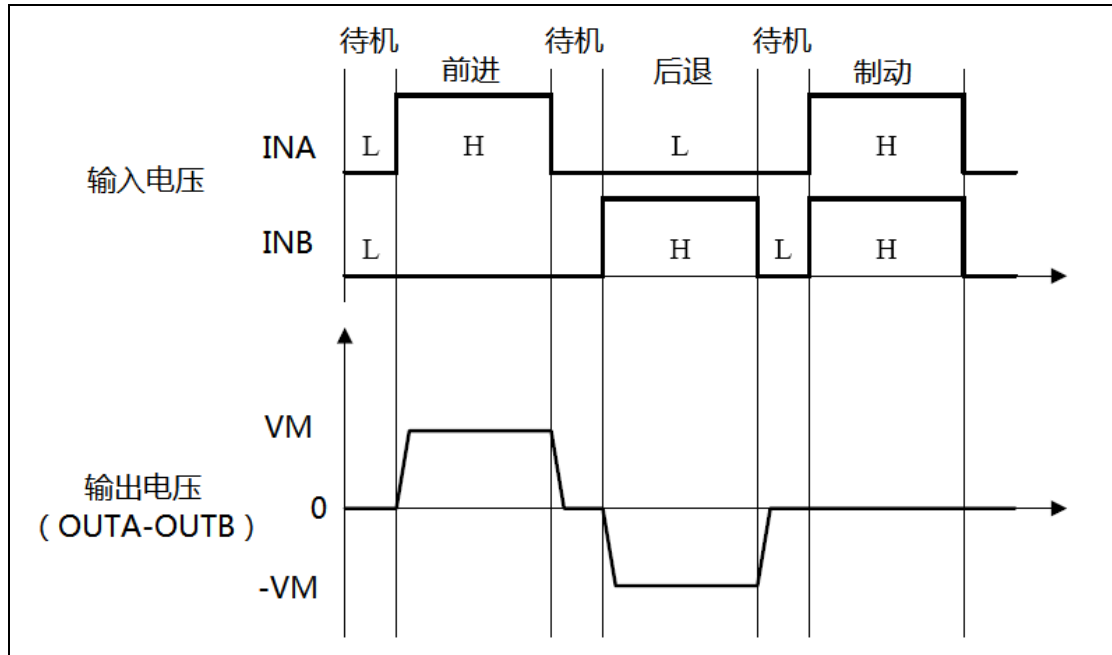 待机 待机 待机
前进 后退 制动
INA L H L H
输入电压
INB L H L H
VM
输出电压 0
( OUTA-OUTB )
-VM